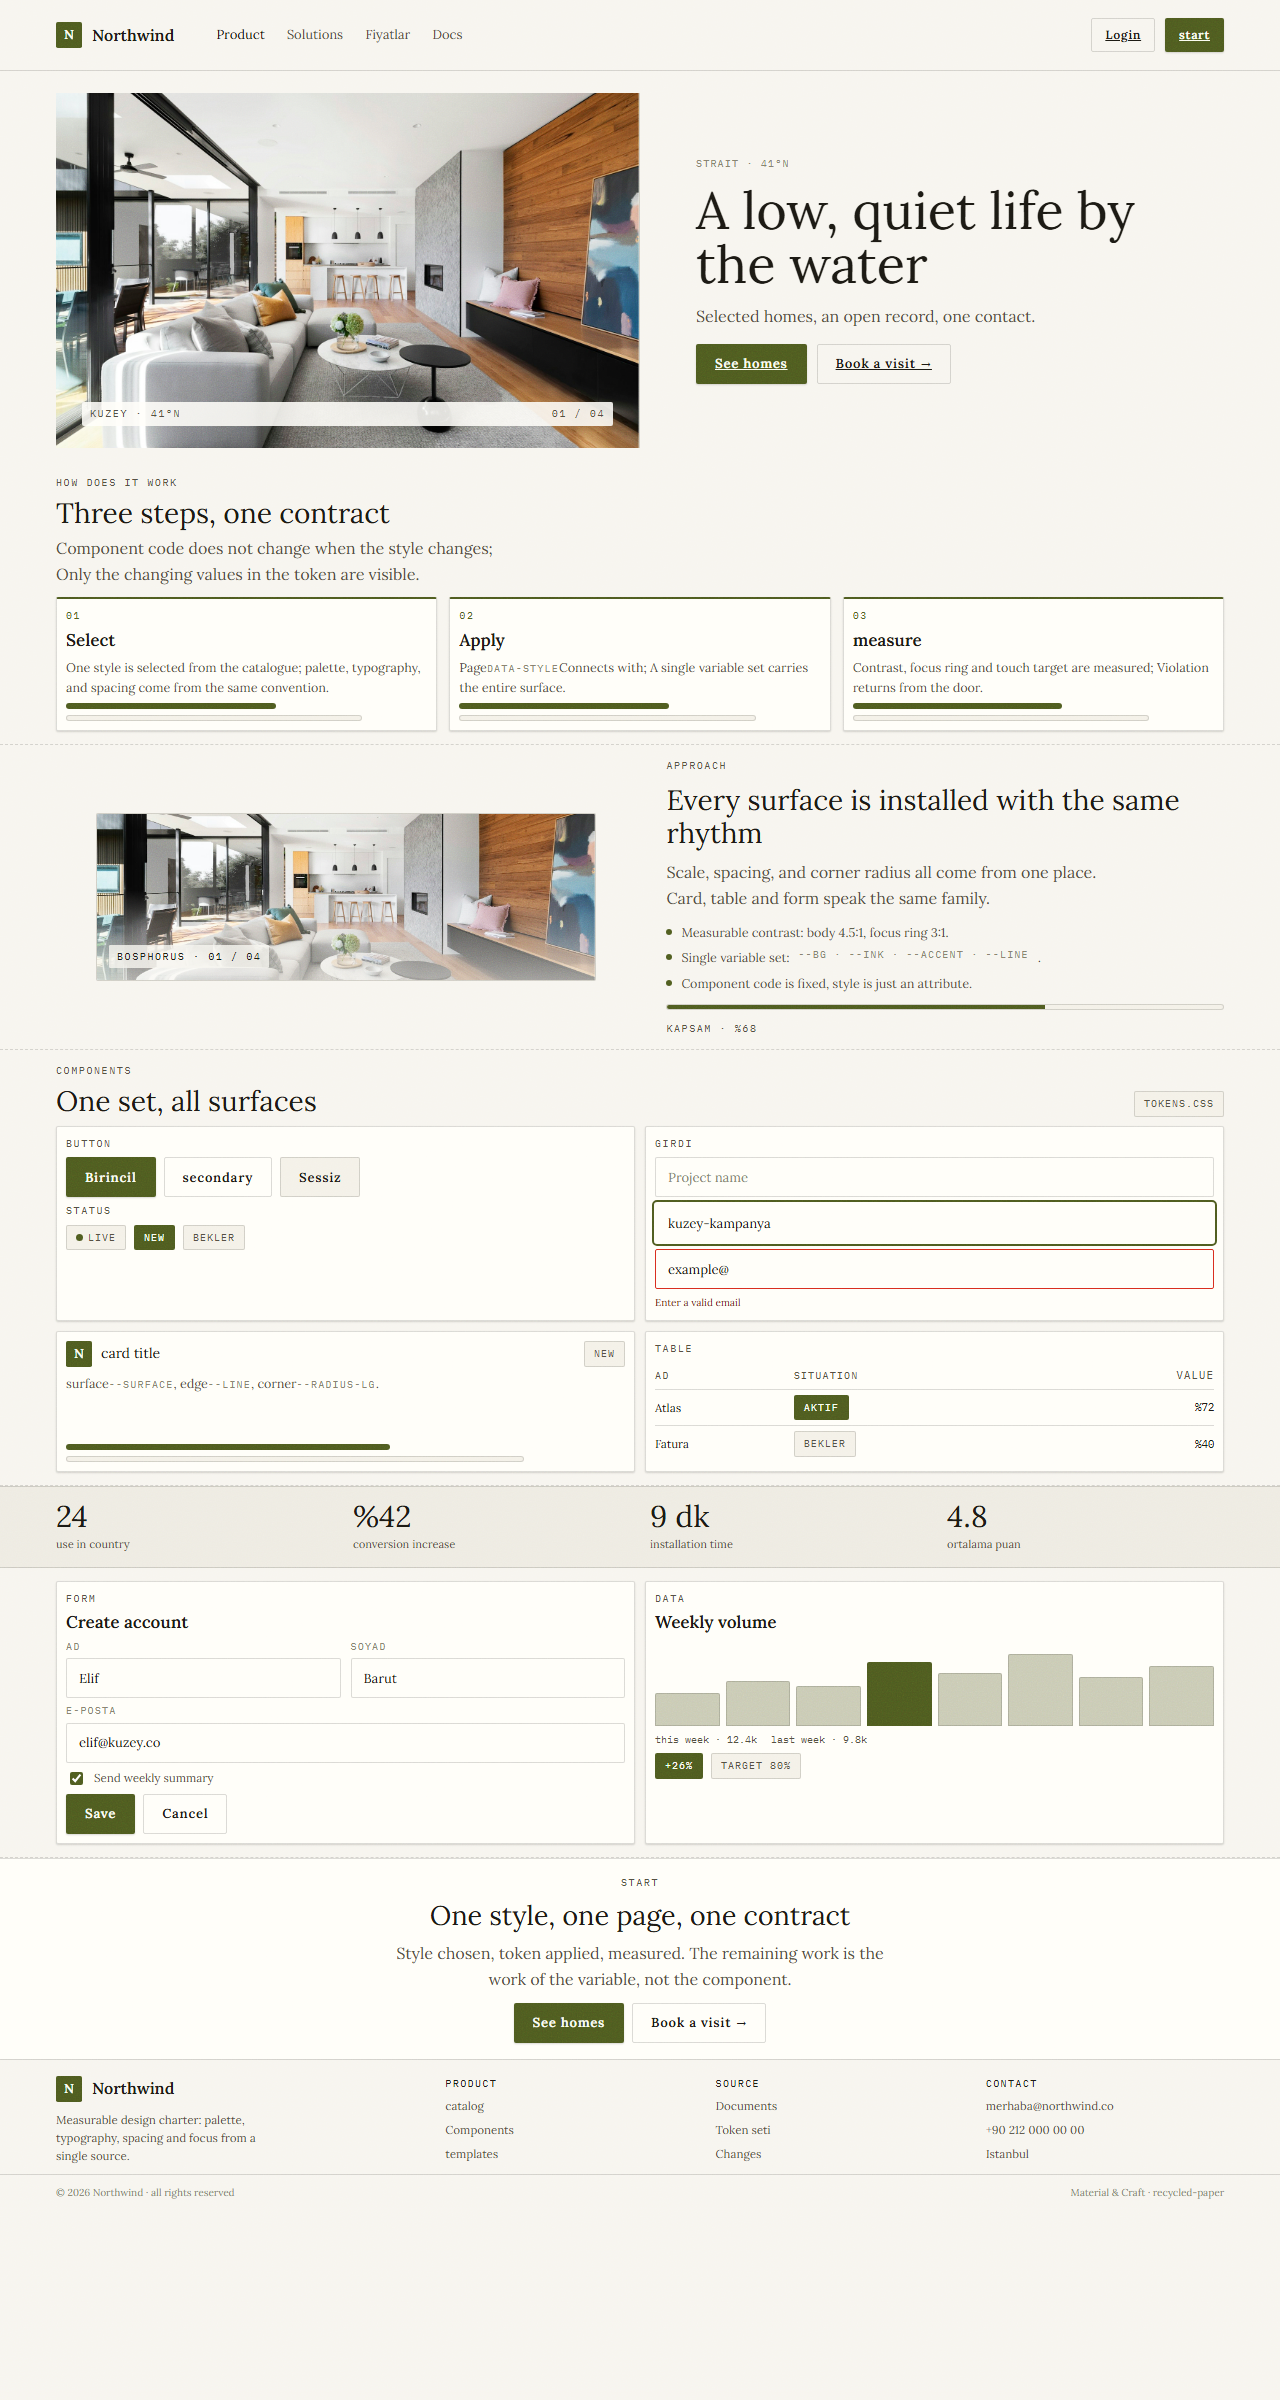 N Northwind Product Solutions Fiyatlar Docs Login start
STRAIT · 41°N
A low, quiet life by
the water
Selected homes, an open record, one contact.
See homes Book a visit →
KUZEY · 41°N 01 / 04
HOW DOES IT WORK
Three steps, one contract
Component code does not change when the style changes;
Only the changing values in the token are visible.
01
Select
One style is selected from the catalogue; palette, typography,
and spacing come from the same convention.
02
Apply
PageDATA-STYLEConnects with; A single variable set carries
the entire surface.
03
measure
Contrast, focus ring and touch target are measured; Violation
returns from the door.
BOSPHORUS · 01 / 04
APPROACH
Every surface is installed with the same
rhythm
Scale, spacing, and corner radius all come from one place.
Card, table and form speak the same family.
Measurable contrast: body 4.5:1, focus ring 3:1.
Single variable set: --BG · --INK · --ACCENT · --LINE .
Component code is fixed, style is just an attribute.
KAPSAM · %68
COMPONENTS
One set, all surfaces
TOKENS.CSS
BUTTON
Birincil secondary Sessiz
STATUS
LIVE NEW BEKLER
GIRDI
Project name
kuzey-kampanya
example@
Enter a valid email
N card title NEW
surface--SURFACE, edge--LINE, corner--RADIUS-LG.
TABLE
AD SITUATION VALUE
Atlas AKTIF %72
Fatura BEKLER %40
24
use in country
%42
conversion increase
9 dk
installation time
4.8
ortalama puan
FORM
Create account
AD SOYAD
Elif Barut
E-POSTA
elif@kuzey.co
Send weekly summary
Save Cancel
DATA
Weekly volume
this week · 12.4k last week · 9.8k
+26% TARGET 80%
START
One style, one page, one contract
Style chosen, token applied, measured. The remaining work is the
work of the variable, not the component.
See homes Book a visit →
N Northwind
Measurable design charter: palette,
typography, spacing and focus from a
single source.
PRODUCT
catalog
Components
templates
SOURCE
Documents
Token seti
Changes
CONTACT
merhaba@northwind.co
+90 212 000 00 00
Istanbul
© 2026 Northwind · all rights reserved
Material & Craft · recycled-paper